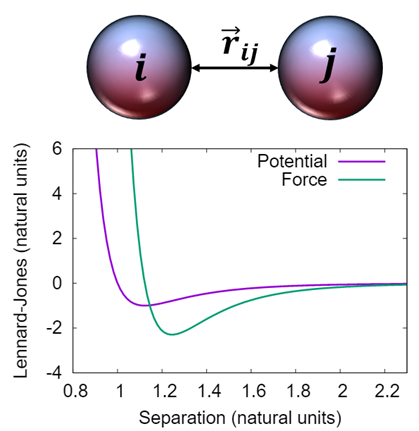 i
r⃗ij
j
Potential
Force
Lennard-Jones (natural units)
6
4
2
0
-2
-4
0.8 1 1.2 1.4 1.6 1.8 2 2.2
Separation (natural units)